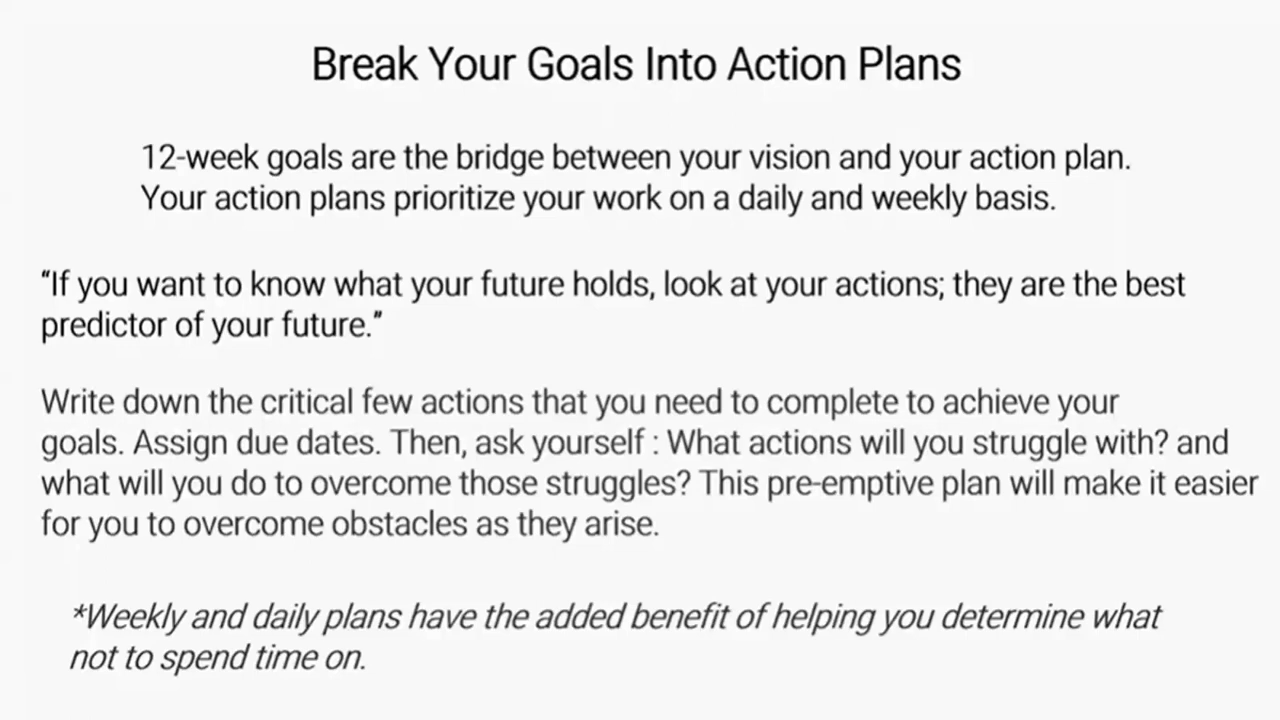 Break Your Goals Into Action Plans
12-week goals are the bridge between your vision and your action plan.
Your action plans prioritize your work on a daily and weekly basis.
“If you want to know what your future holds, look at your actions; they are the best
predictor of your future.”
Write down the critical few actions that you need to complete to achieve your
goals. Assign due dates. Then, ask yourself : What actions will you struggle with? and
what will you do to overcome those struggles? This pre-emptive plan will make it easier
for you to overcome obstacles as they arise.
*Weekly and daily plans have the added benefit of helping you determine what
not to spend time on.